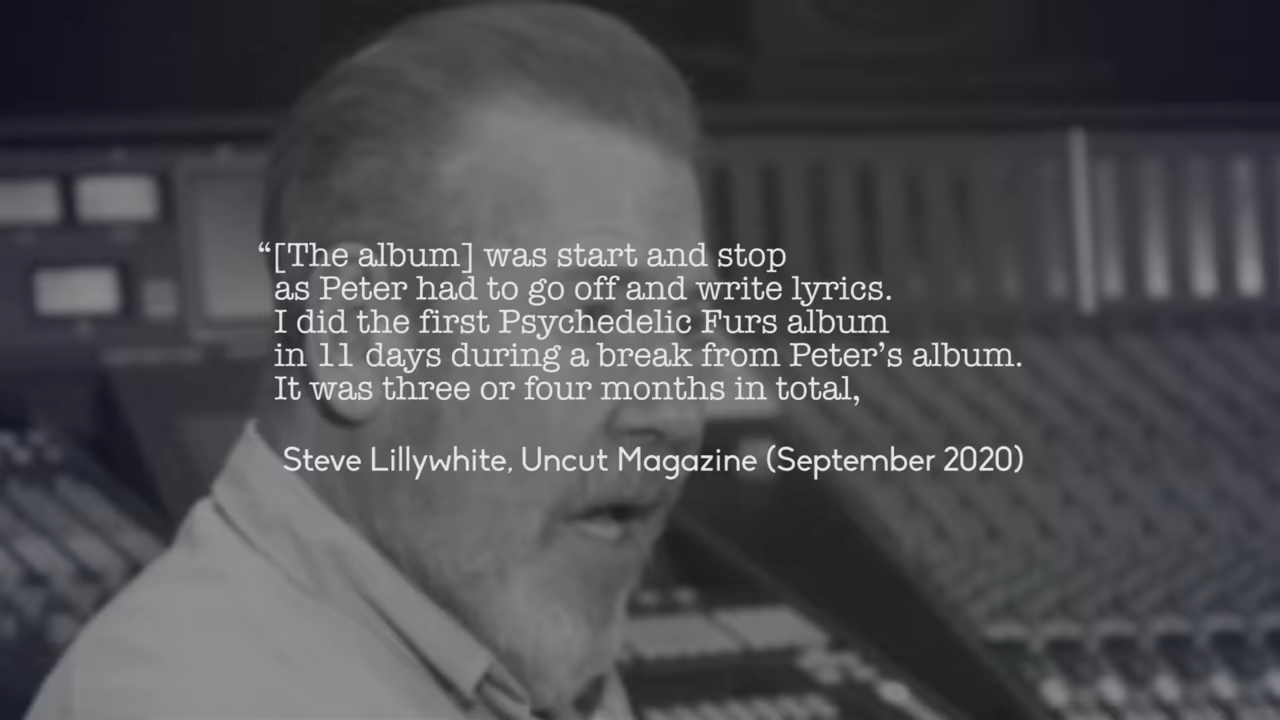 “[The album] was start and stop
as Peter had to go off and write lyrics.
I did the first Psychedelic Furs album
in 11 days during a break from Peter’s album.
It was three or four months in total,
Steve Lillywhite, Uncut Magazine (September 2020)